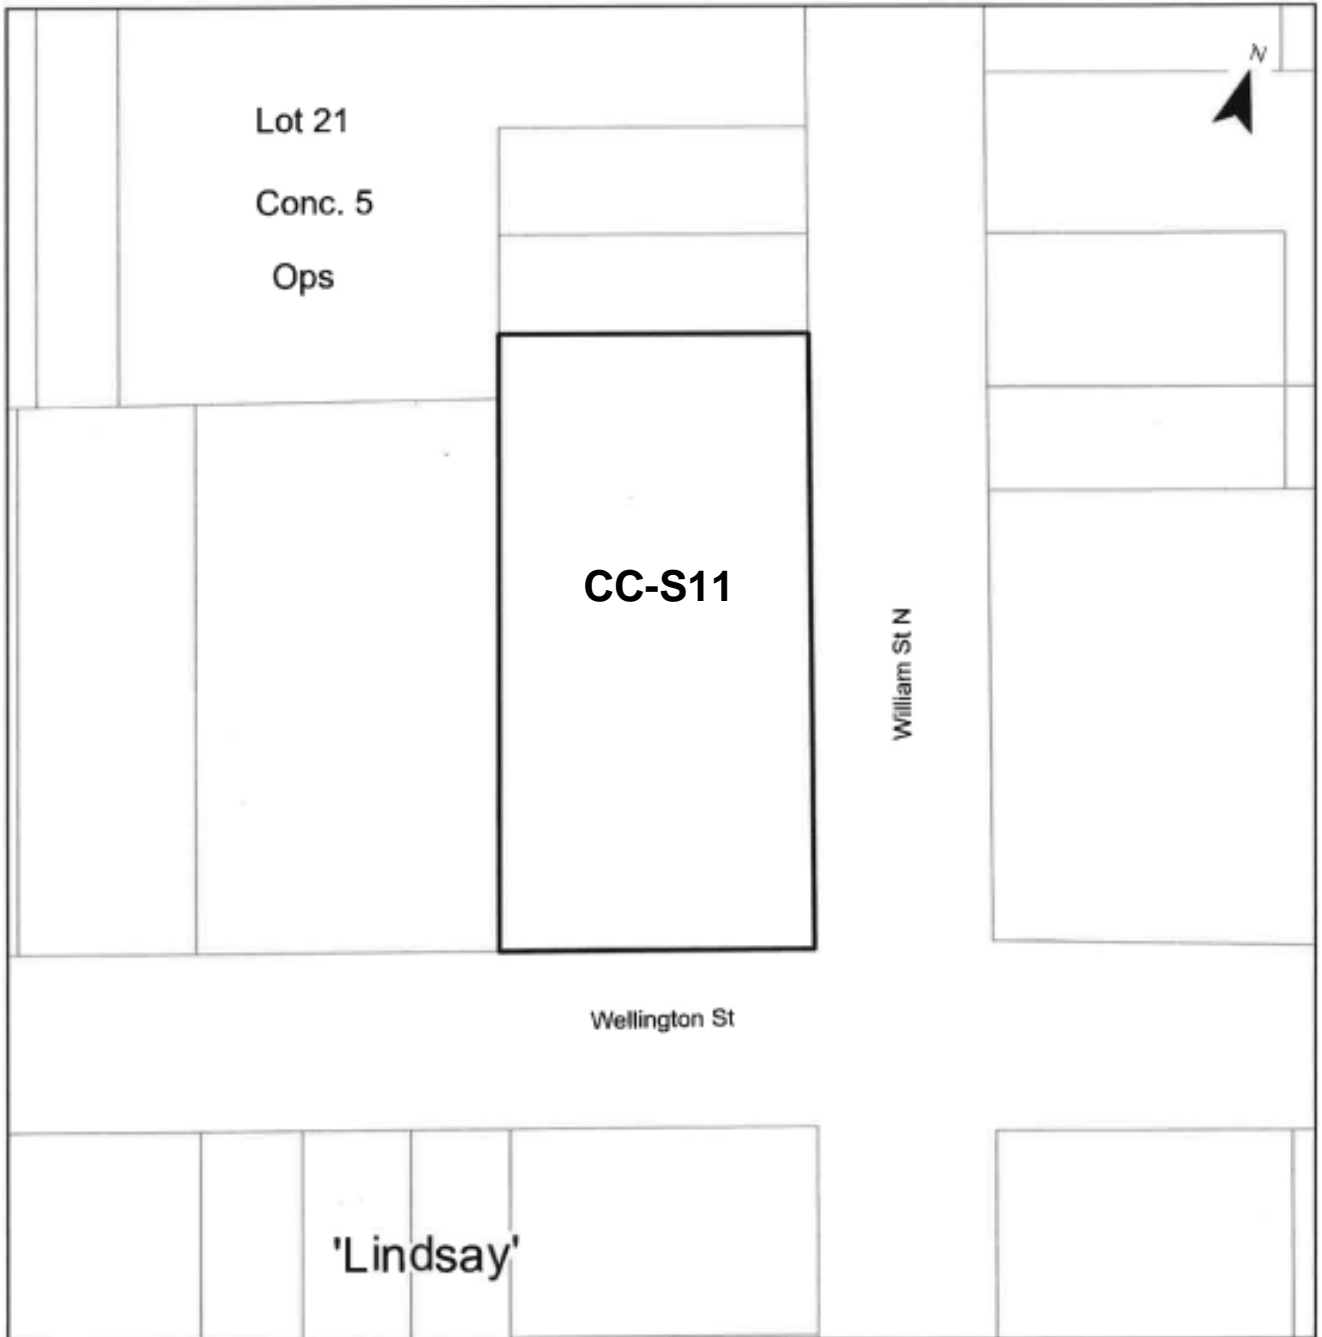 N
Lot 21
Conc. 5
Ops
CC-S11
William St N
Wellington St
'Lindsay'